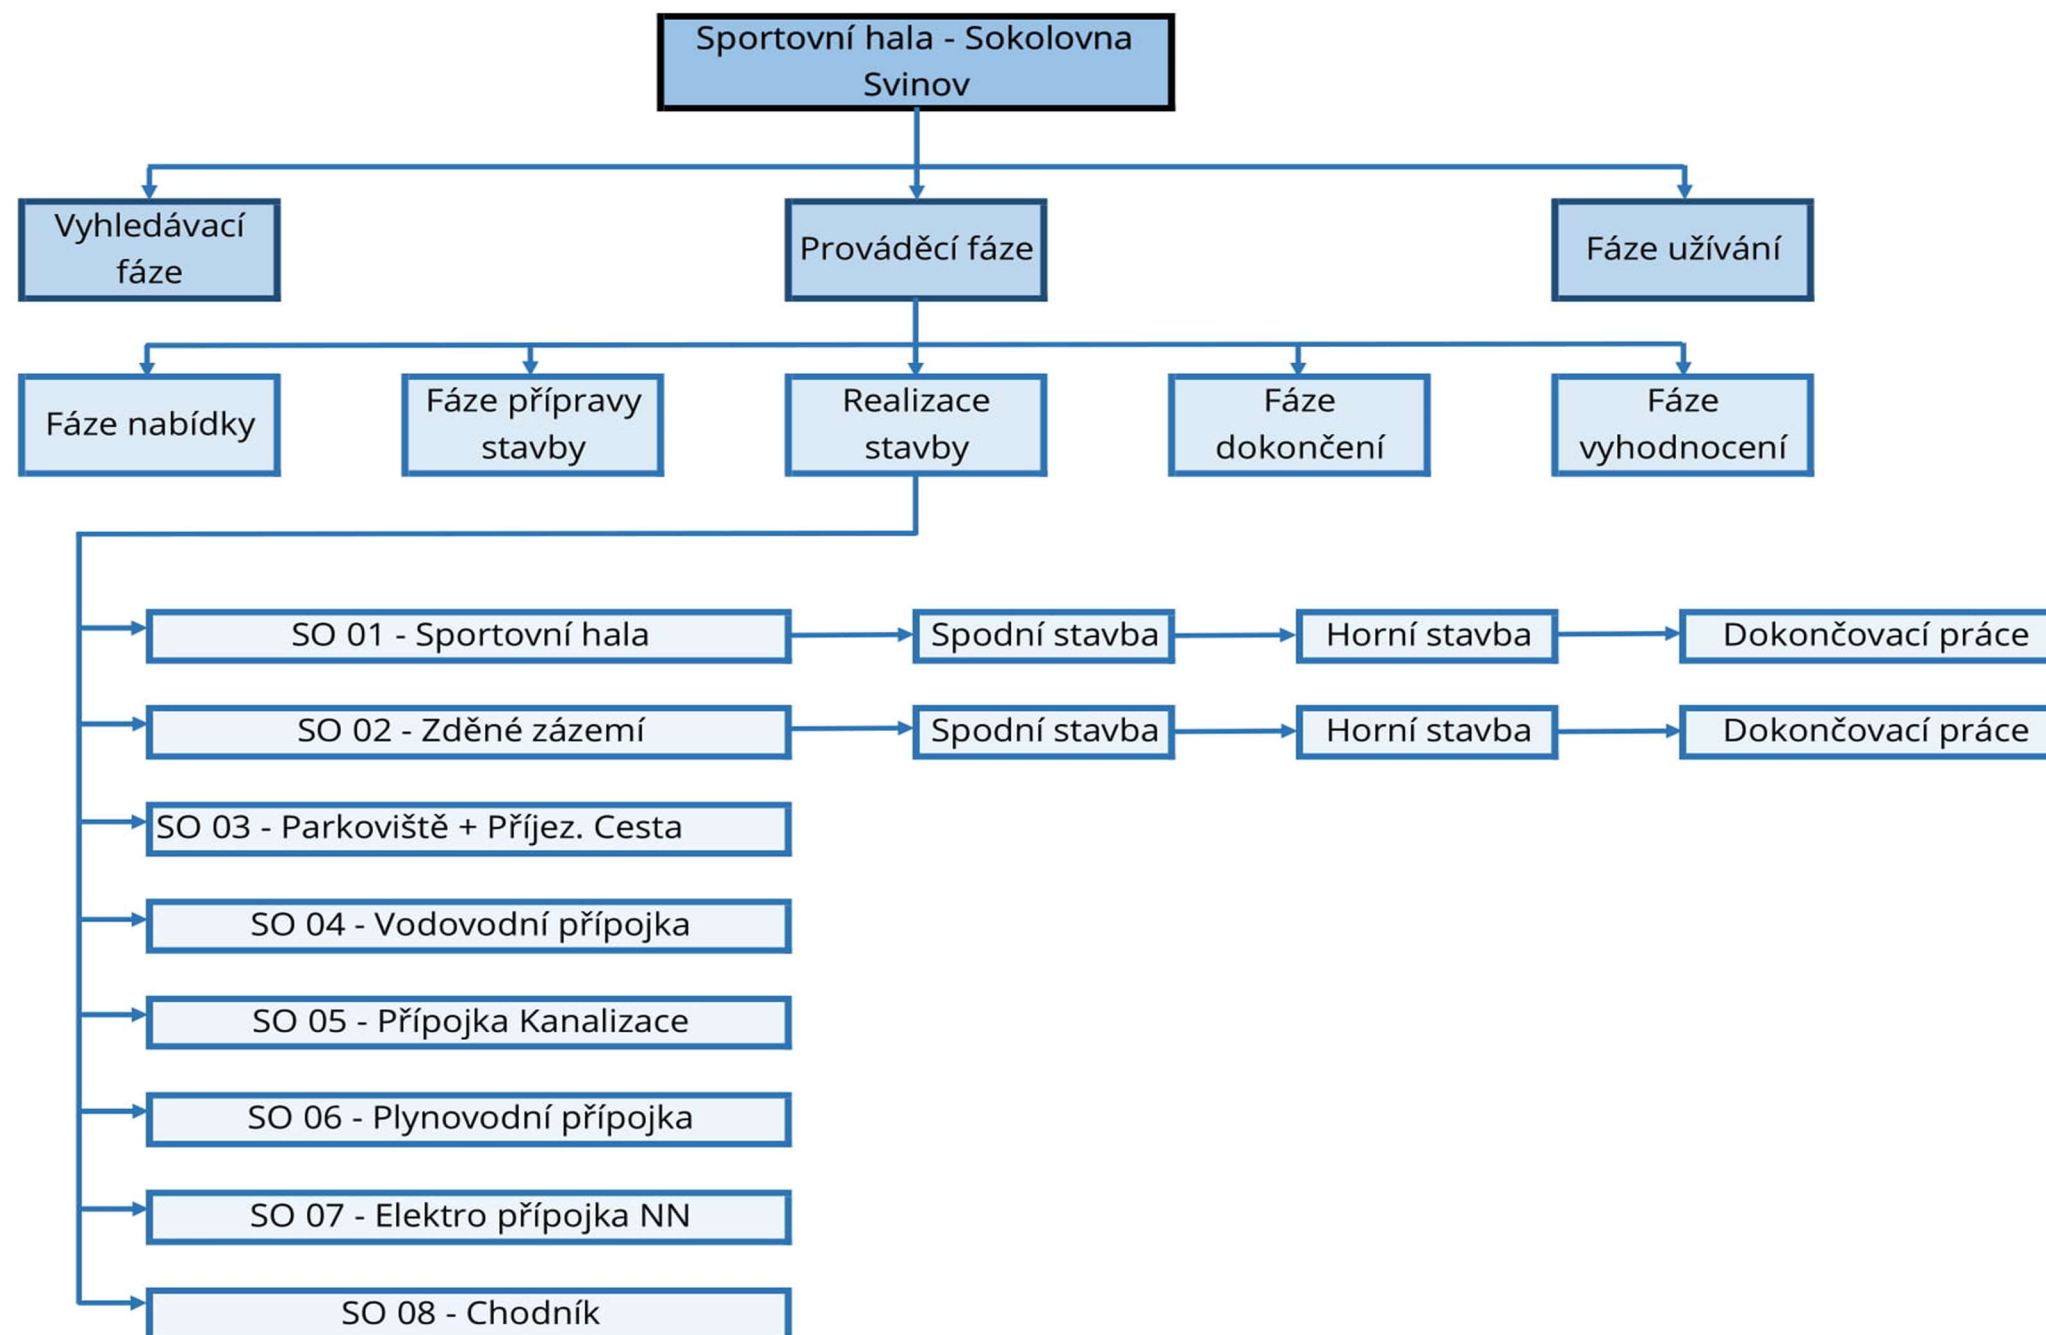 Sportovní hala - Sokolovna
Svinov
Vyhledávací
fáze
Prováděcí fáze
Fáze užívání
Fáze nabídky
Fáze přípravy
stavby
Realizace
stavby
Fáze
dokončení
Fáze
vyhodnocení
SO 01 - Sportovní hala
Spodní stavba
Horní stavba
Dokončovací práce
SO 02 - Zděné zázemí
Spodní stavba
Horní stavba
Dokončovací práce
SO 03 - Parkoviště + Příjez. Cesta
SO 04 - Vodovodní přípojka
SO 05 - Přípojka Kanalizace
SO 06 - Plynovodní přípojka
SO 07 - Elektro přípojka NN
SO 08 - Chodník